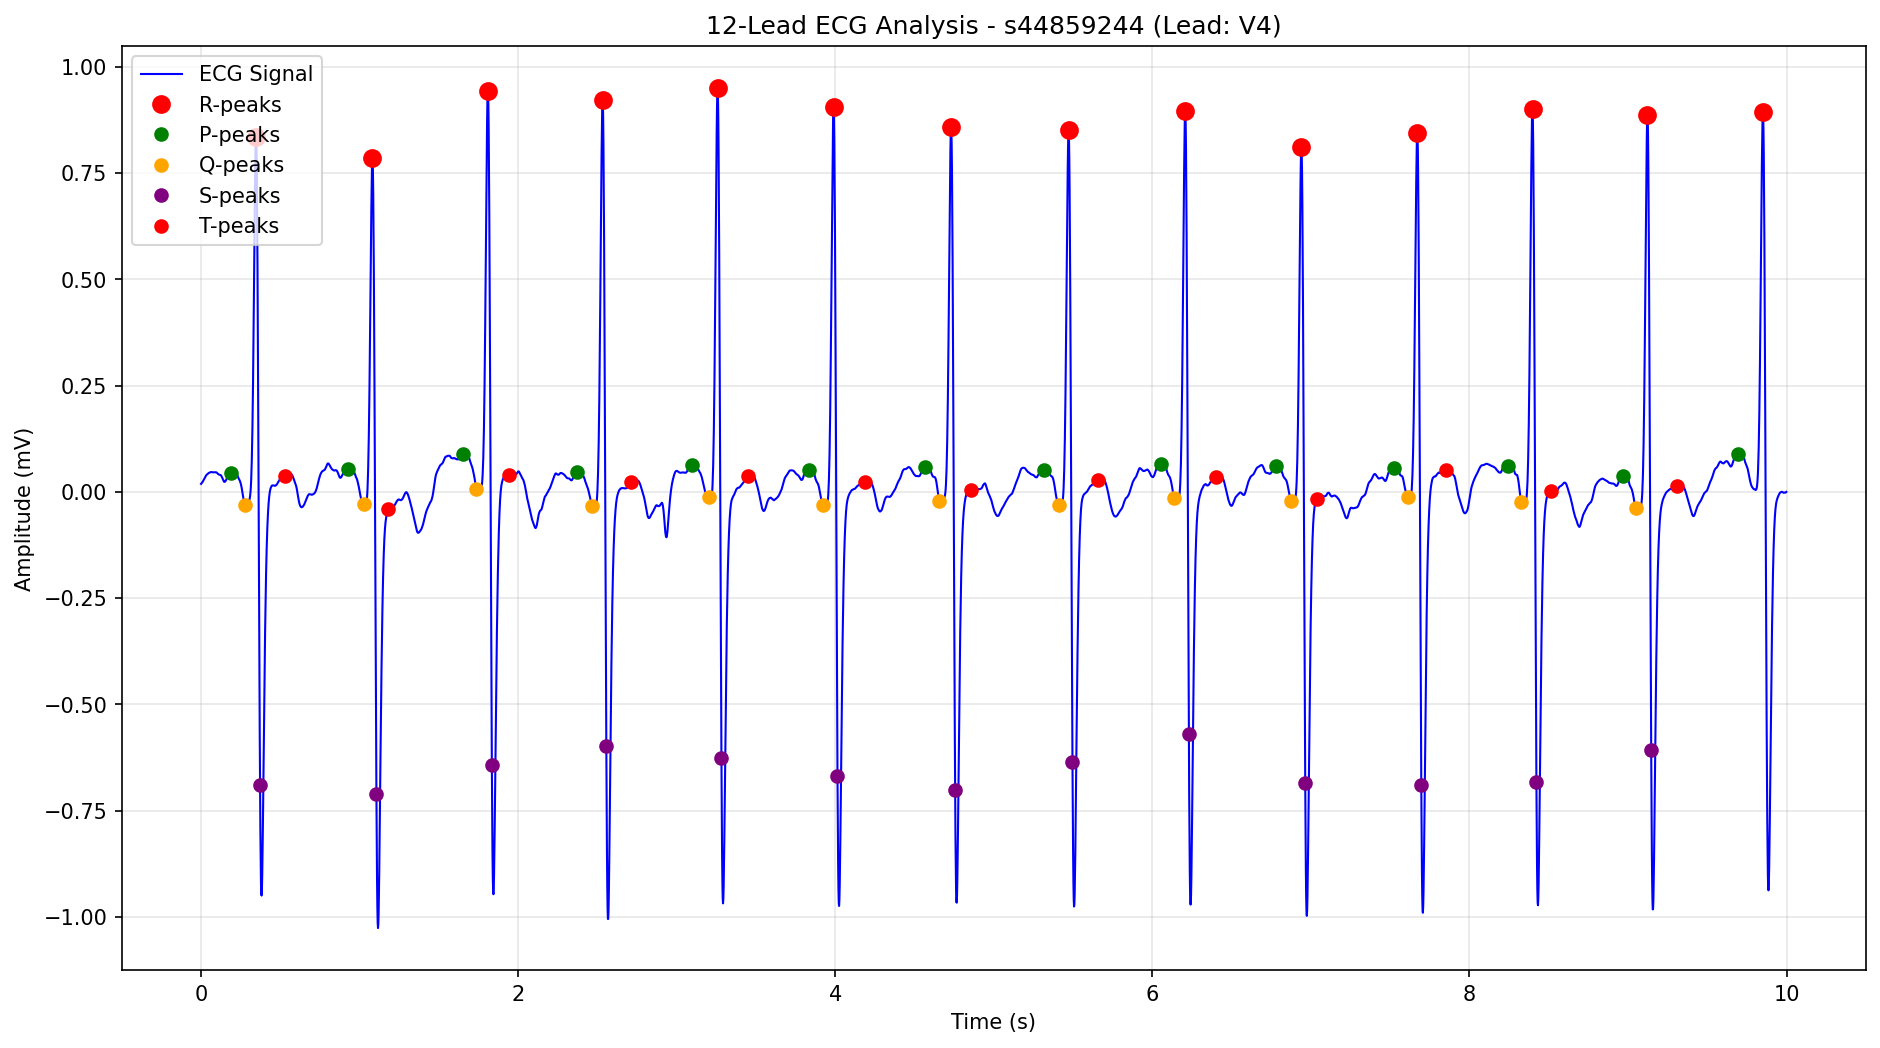 12-Lead ECG Analysis - s44859244 (Lead: V4)
ECG Signal
R-peaks
P-peaks
Q-peaks
S-peaks
T-peaks
1.00
0.75
0.50
0.25
0.00
−0.25
−0.50
−0.75
−1.00
Amplitude (mV)
0 2 4 6 8 10
Time (s)